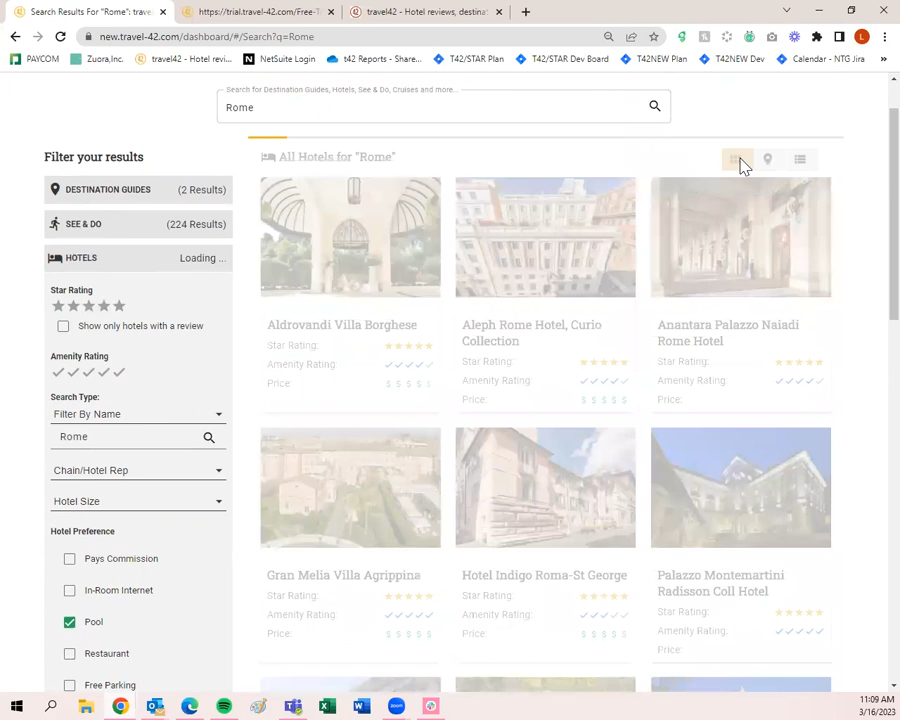 Search Results For "Rome": trave
https://trial.travel-42.com/Free-T
travel42 - Hotel reviews, destinat
new.travel-42.com/dashboard/#/Search?q=Rome
L
PAYCOM
Zuora,Inc.
travel42 - Hotel revi...
NetSuite Login
t42 Reports - Share...
T42/STAR Plan
T42/STAR Dev Board
T42NEW Plan
T42NEW Dev
Calendar - NTG Jira
Search for Destination Guides, Hotels, See & Do, Cruises and more...
Rome
Filter your results
All Hotels for "Rome"
DESTINATION GUIDES (2 Results)
SEE & DO (224 Results)
HOTELS Loading ...
Star Rating
Show only hotels with a review
Amenity Rating
Search Type:
Filter By Name
Rome
Chain/Hotel Rep
Hotel Size
Hotel Preference
Pays Commission
In-Room Internet
Pool
Restaurant
Free Parking
Aldrovandi Villa Borghese
Star Rating:
Amenity Rating:
Price: $ $ $ $ $
Aleph Rome Hotel, Curio
Collection
Star Rating:
Amenity Rating:
Price: $ $ $ $ $
Anantara Palazzo Naiadi
Rome Hotel
Star Rating:
Amenity Rating:
Price:
Gran Melia Villa Agrippina
Star Rating:
Amenity Rating:
Price: $ $ $ $ $
Hotel Indigo Roma-St George
Star Rating:
Amenity Rating:
Price: $ $ $ $ $
Palazzo Montemartini
Radisson Coll Hotel
Star Rating:
Amenity Rating:
Price:
11:09 AM
3/16/2023